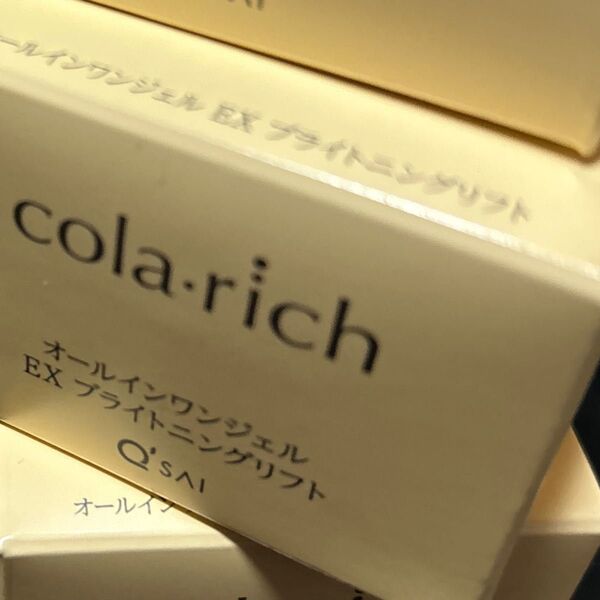 ールインワンジェル EX ブライトニングリフト
cola·rich
オールインワンジェル
EX ブライトニングリフト
Q'SAI
オールイン